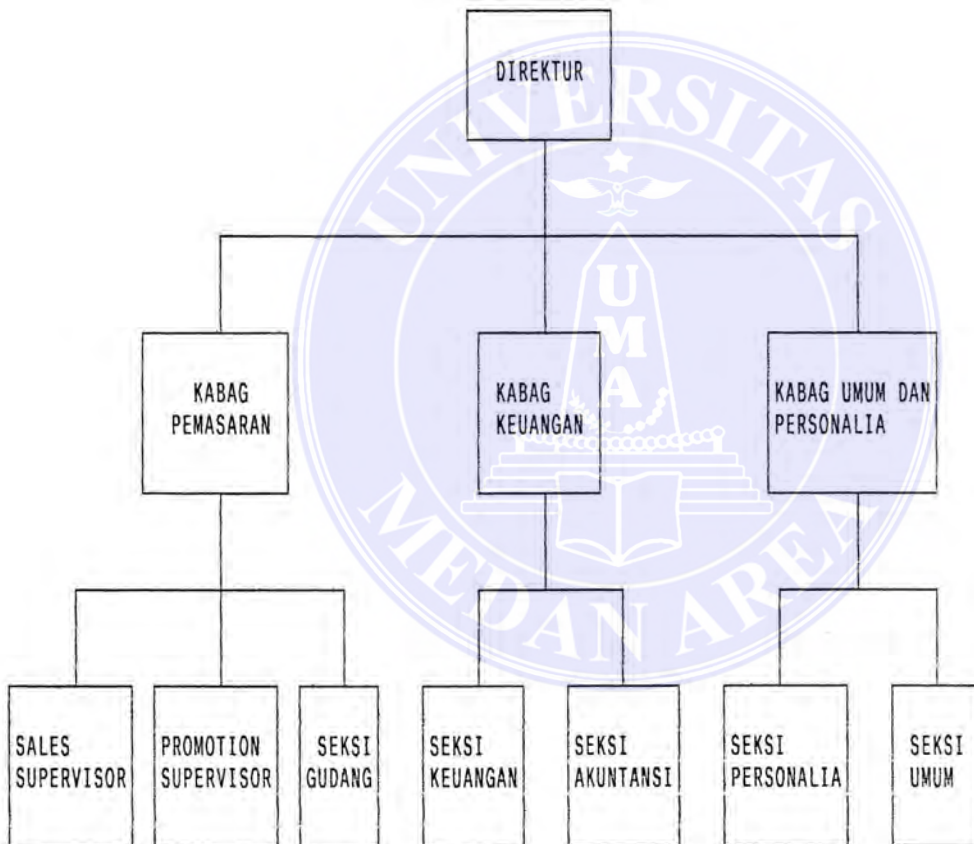 DIREKTUR
UNIVERSITAS
UMA
MEDAN AREA
KABAG
PEMASARAN
KABAG
KEUANGAN
KABAG UMUM DAN
PERSONALIA
SALES
SUPERVISOR
PROMOTION
SUPERVISOR
SEKSI
GUDANG
SEKSI
KEUANGAN
SEKSI
AKUNTANSI
SEKSI
PERSONALIA
SEKSI
UMUM